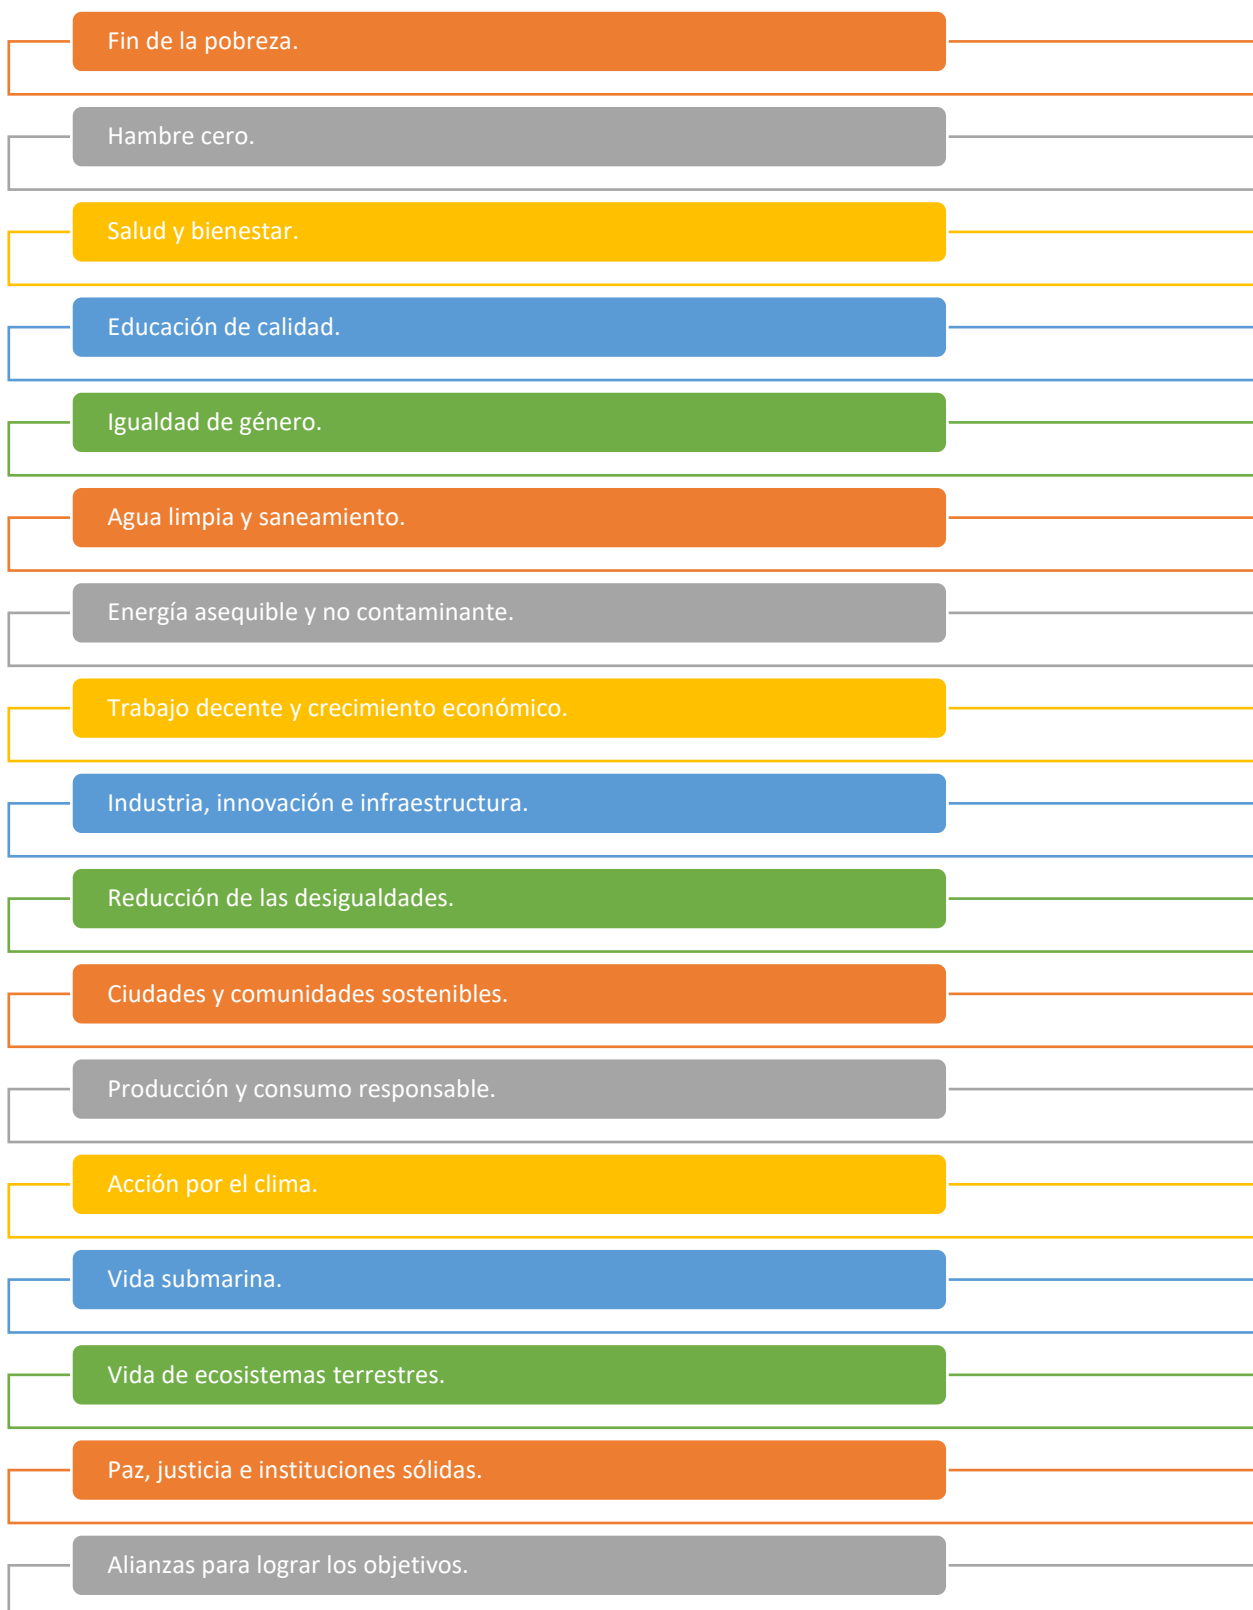 Fin de la pobreza.
Hambre cero.
Salud y bienestar.
Educación de calidad.
Igualdad de género.
Agua limpia y saneamiento.
Energía asequible y no contaminante.
Trabajo decente y crecimiento económico.
Industria, innovación e infraestructura.
Reducción de las desigualdades.
Ciudades y comunidades sostenibles.
Producción y consumo responsable.
Acción por el clima.
Vida submarina.
Vida de ecosistemas terrestres.
Paz, justicia e instituciones sólidas.
Alianzas para lograr los objetivos.